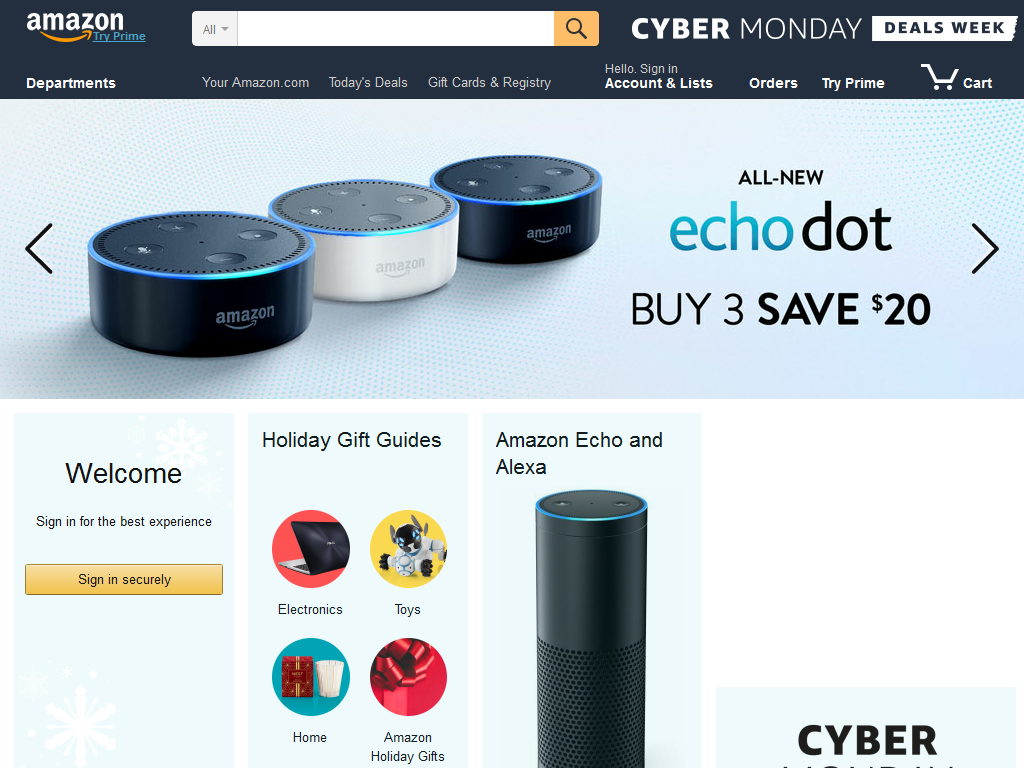 amazon
Try Prime
All
CYBER MONDAY DEALS WEEK
Departments
Your Amazon.com
Today's Deals
Gift Cards & Registry
Hello. Sign in
Account & Lists
Orders
Try Prime
Cart
amazon
amazon
amazon
ALL-NEW
echo dot
BUY 3 SAVE $20
Welcome
Sign in for the best experience
Sign in securely
Holiday Gift Guides
Electronics
Toys
Home
Amazon
Holiday Gifts
Amazon Echo and
Alexa
CYBER
MONDAY